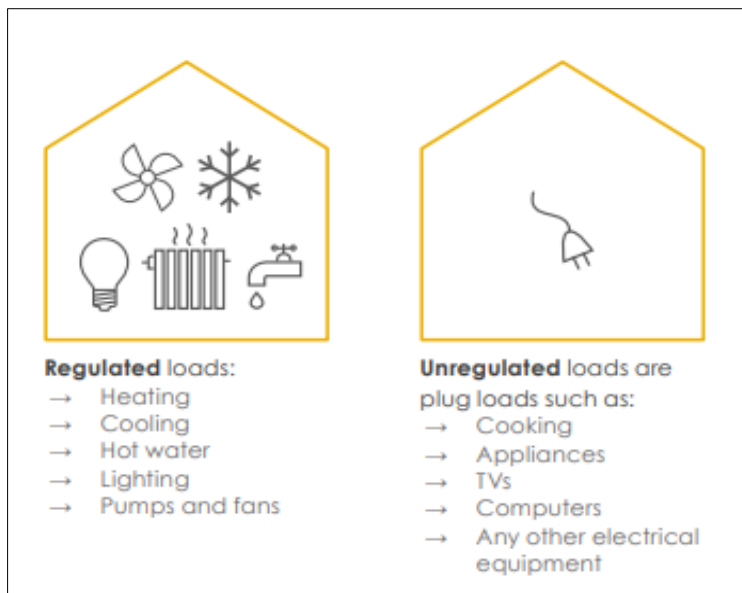 Regulated loads:
→ Heating
→ Cooling
→ Hot water
→ Lighting
→ Pumps and fans
Unregulated loads are
plug loads such as:
→ Cooking
→ Appliances
→ TVs
→ Computers
→ Any other electrical
equipment